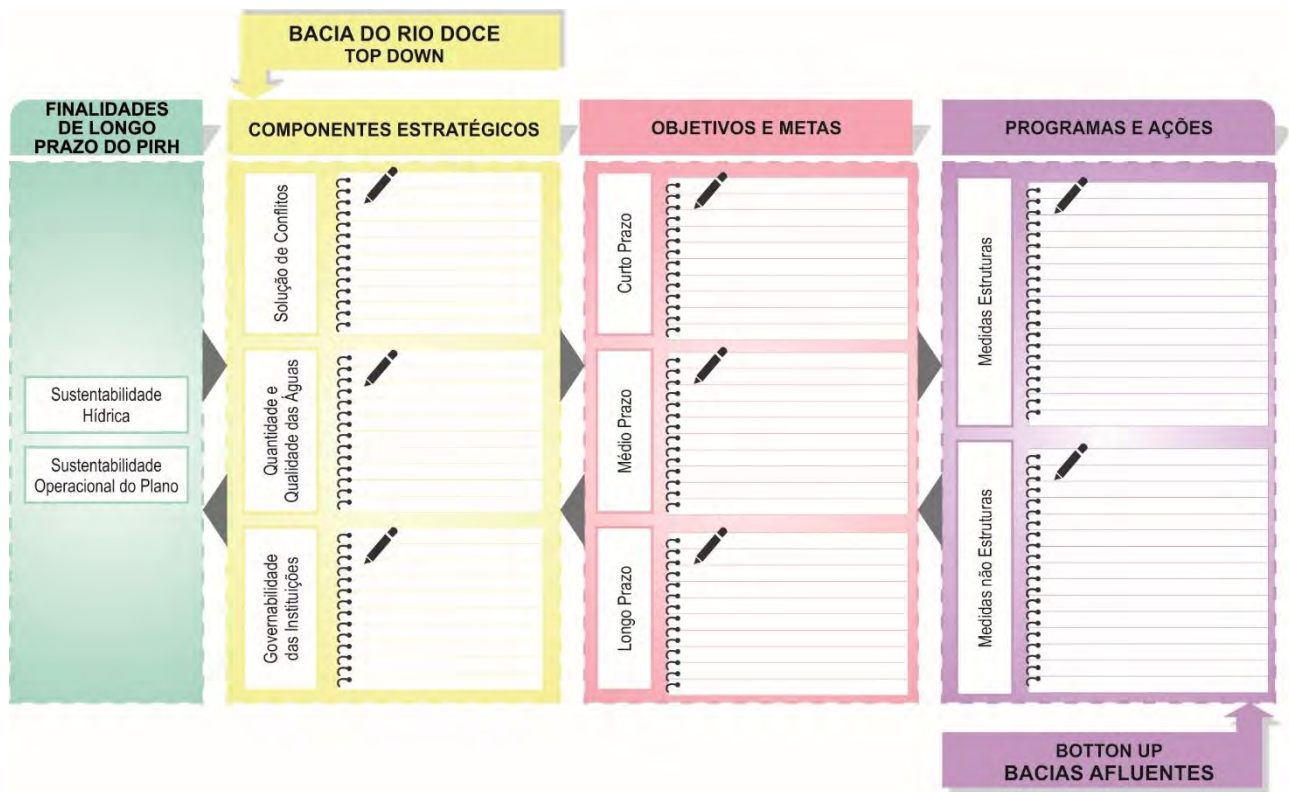 BACIA DO RIO DOCE
TOP DOWN
FINALIDADES
DE LONGO
PRAZO DO PIRH
COMPONENTES ESTRATÉGICOS
OBJETIVOS E METAS
PROGRAMAS E AÇÕES
Sustentabilidade
Hídrica
Sustentabilidade
Operacional do Plano
Solução de Conflitos
Quantidade e
Qualidade das Águas
Governabilidade
das Instituições
Curto Prazo
Médio Prazo
Longo Prazo
Medidas Estruturas
Medidas não Estruturas
BOTTON UP
BACIAS AFLUENTES